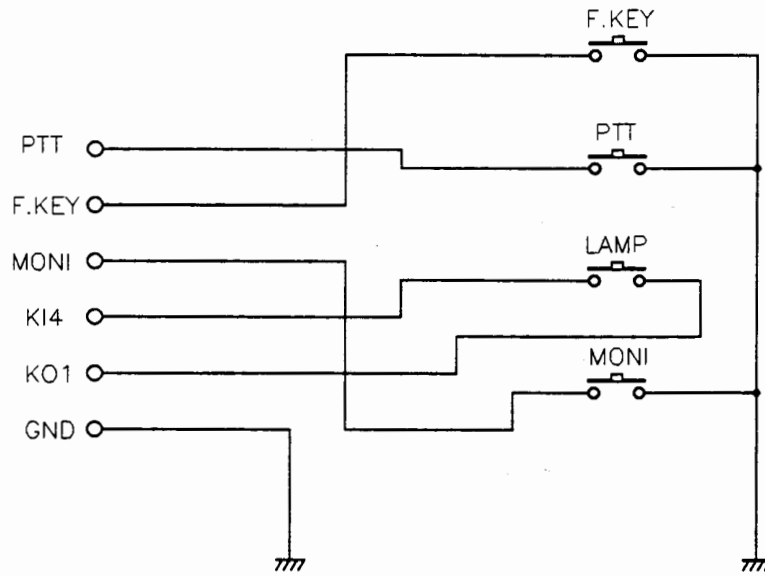 F.KEY
PTT
PTT
F.KEY
LAMP
MONI
KI4
MONI
KO1
GND